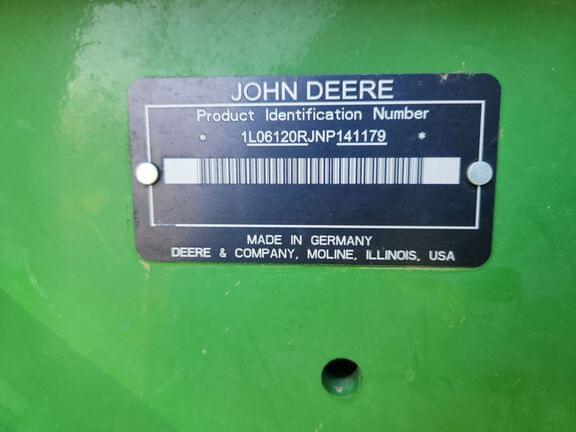 JOHN DEERE
Product Identification Number
* 1L06120RJNP141179 *
MADE IN GERMANY
DEERE & COMPANY, MOLINE, ILLINOIS, USA